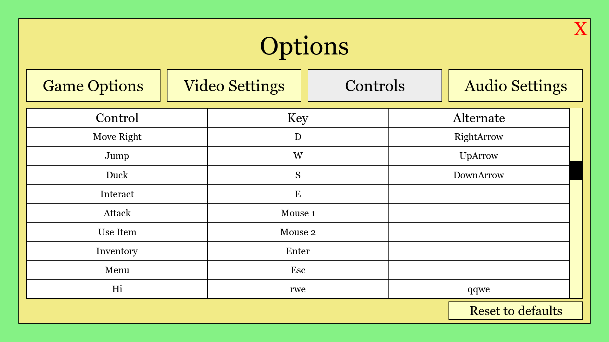 X
Options
Game Options Video Settings Controls Audio Settings
Control Key Alternate
Move Right D RightArrow
Jump W UpArrow
Duck S DownArrow
Interact E
Attack Mouse 1
Use Item Mouse 2
Inventory Enter
Menu Esc
Hi rwe qqwe
Reset to defaults